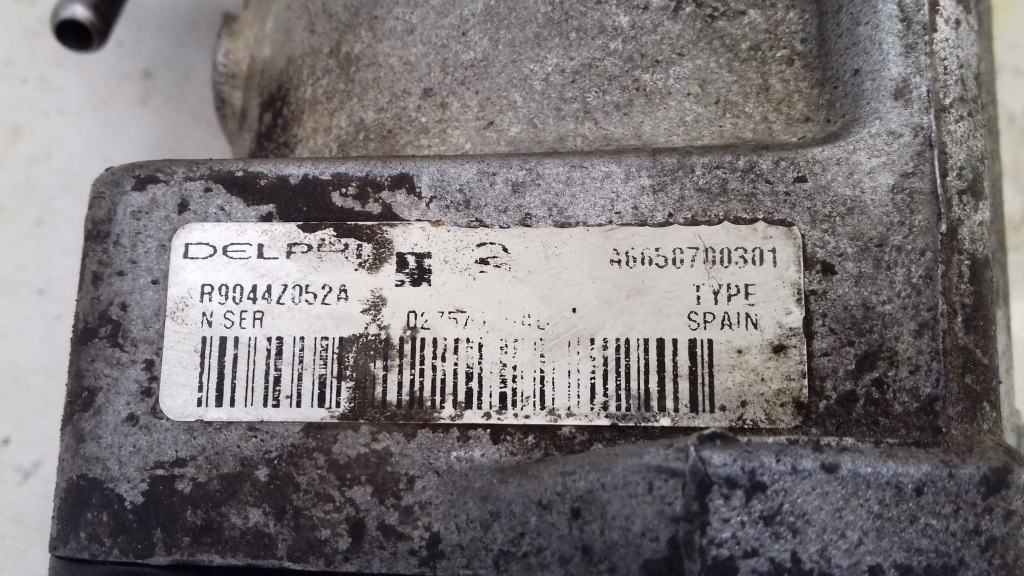 DELPHI
A6650700301
R9044Z052A TYPE
N SER SPAIN